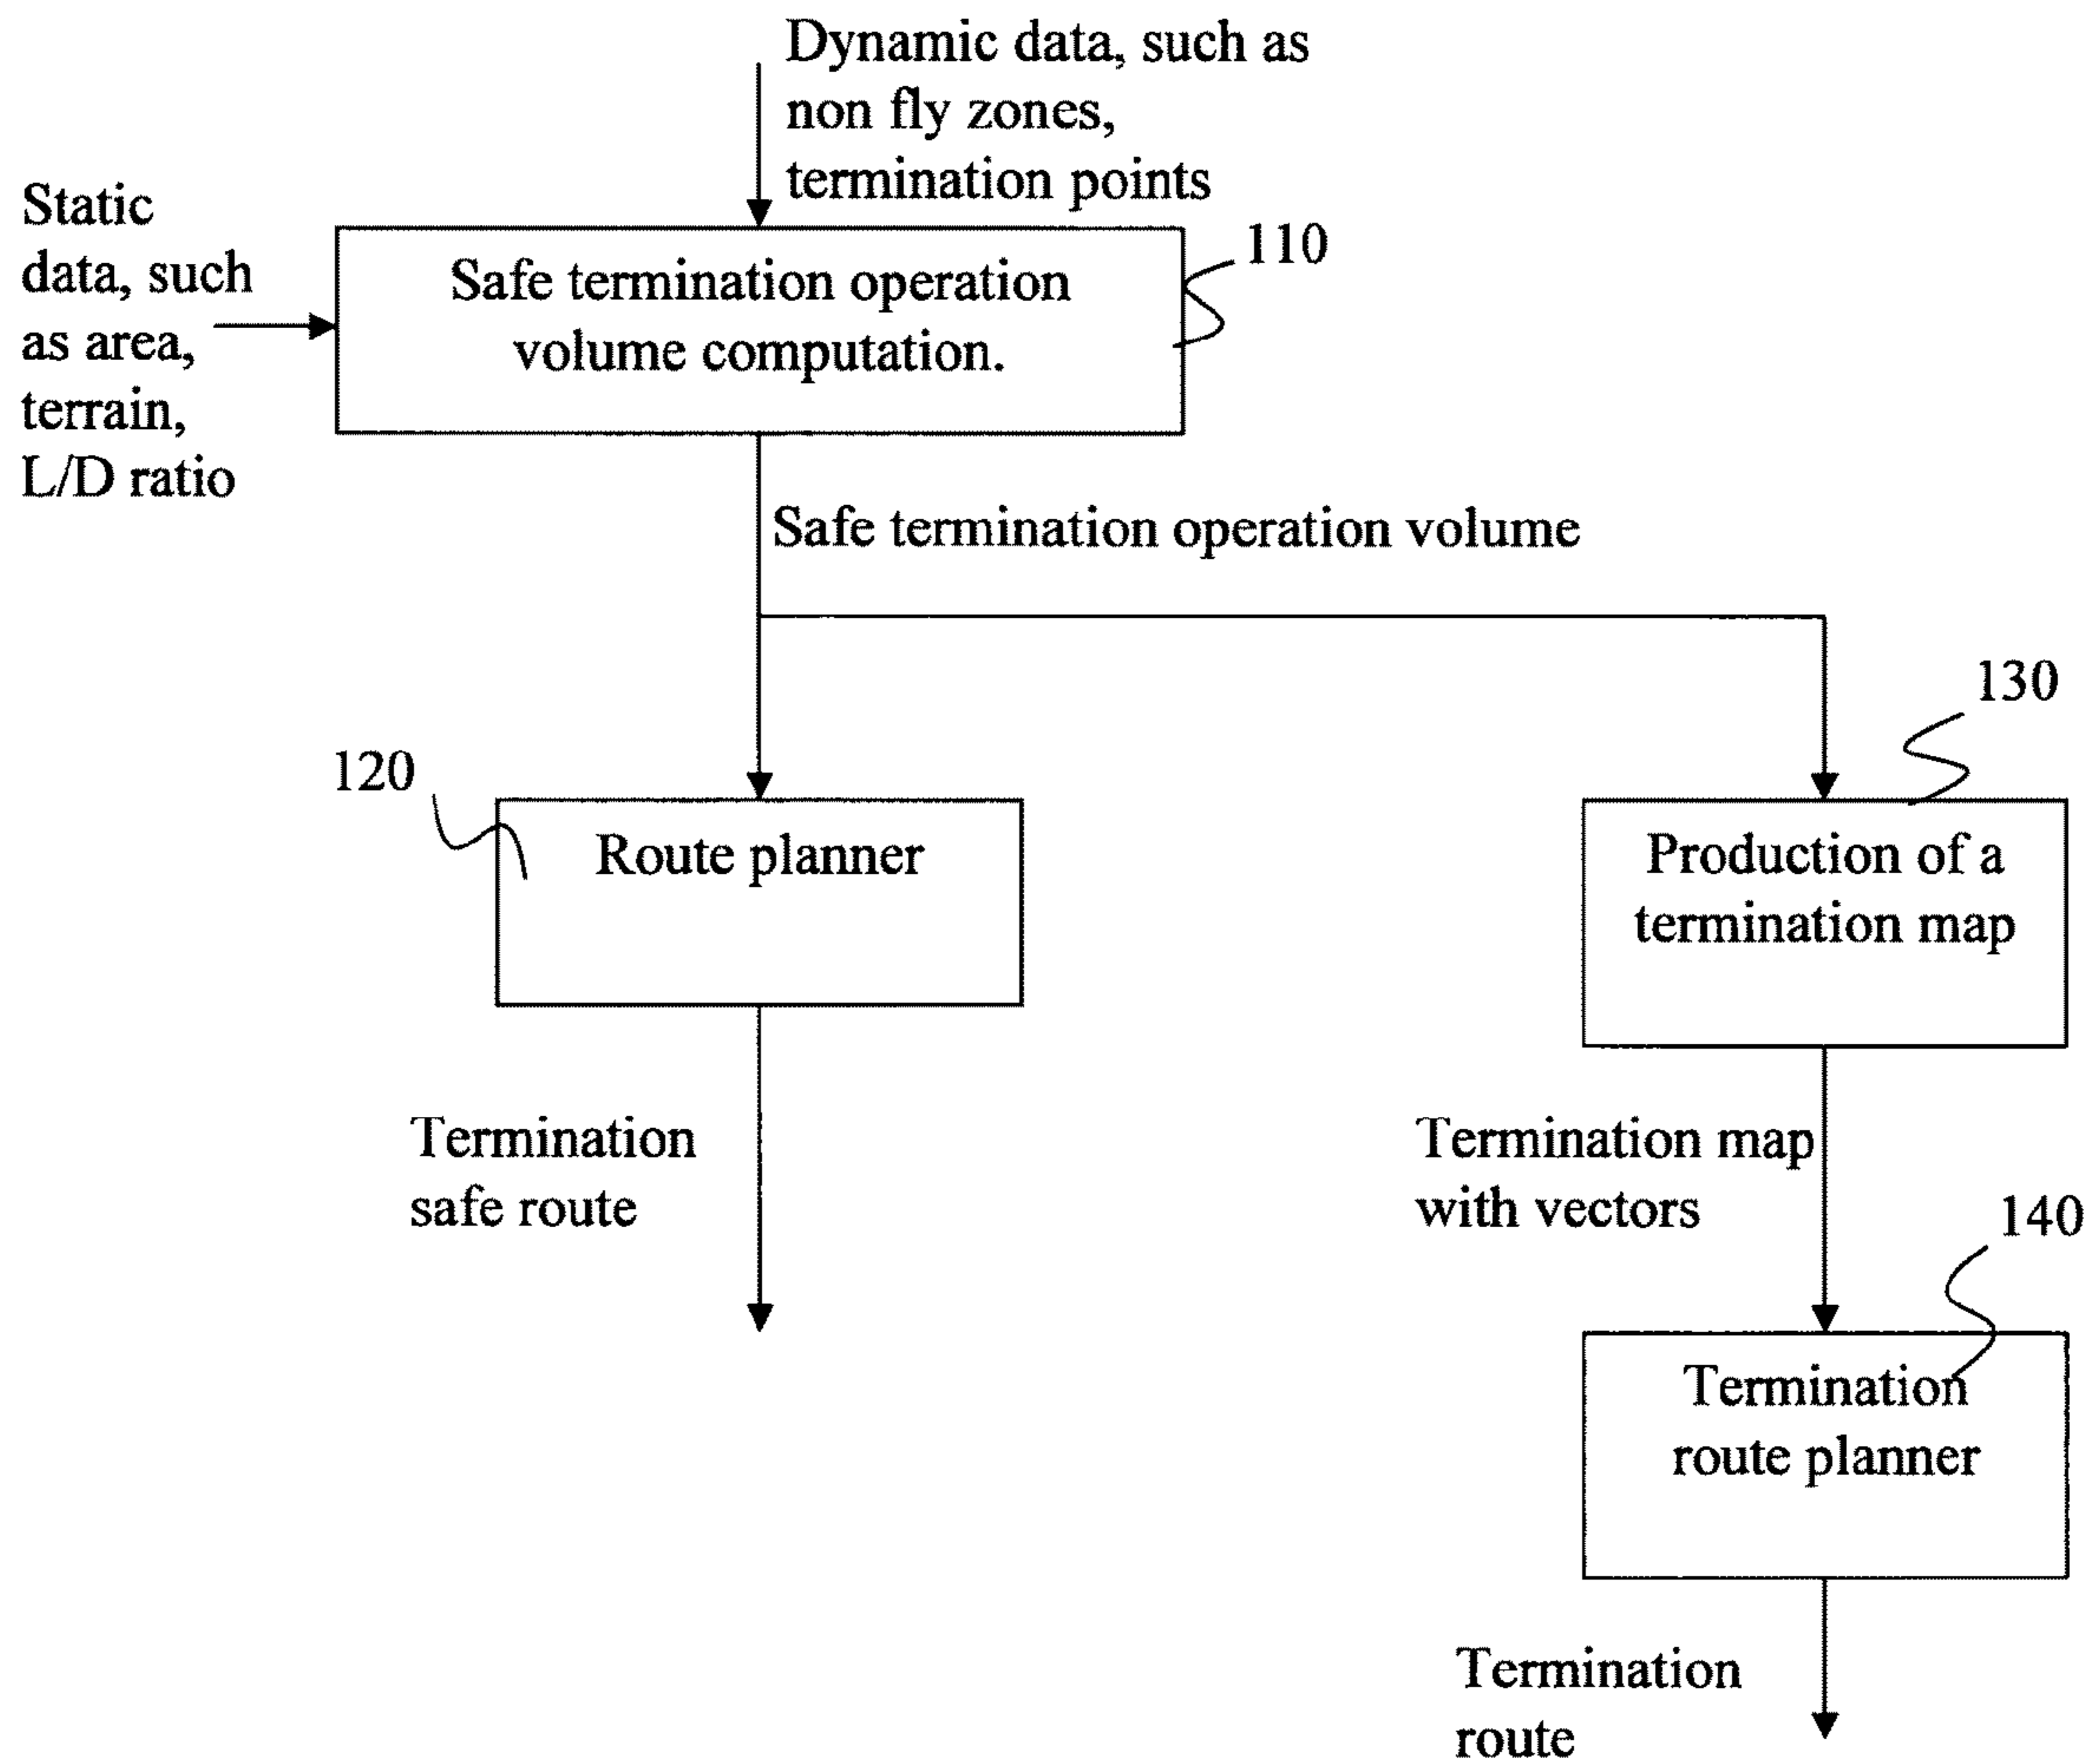 Dynamic data, such as
non fly zones,
termination points
Static
data, such
as area,
terrain,
L/D ratio
110
Safe termination operation
volume computation.
Safe termination operation volume
130
120
Route planner
Production of a
termination map
Termination
safe route
Termination map
with vectors
140
Termination
route planner
Termination
route